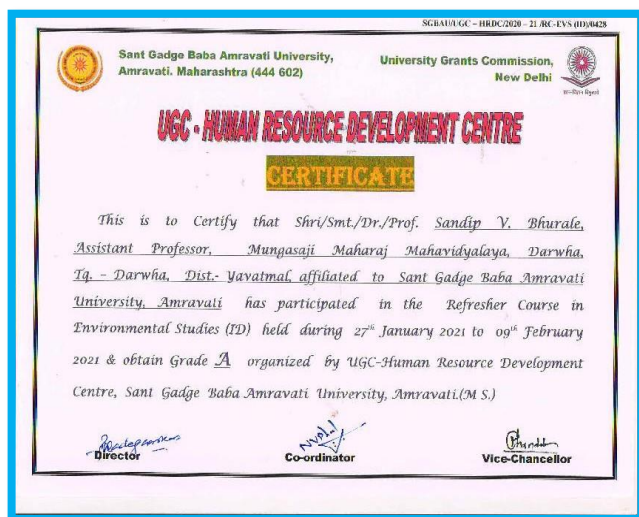 SGBAU/UGC – HRDC/2020 – 21 /RC-EVS (ID)/0428
Sant Gadge Baba Amravati University,
Amravati. Maharashtra (444 602)
University Grants Commission,
New Delhi
UGC - HUMAN RESOURCE DEVELOPMENT CENTRE
CERTIFICATE
This is to Certify that Shri/Smt./Dr./Prof. Sandip V. Bhurale,
Assistant Professor, Mungasaji Maharaj Mahavidyalaya, Darwha,
Tq. – Darwha, Dist.- Yavatmal, affiliated to Sant Gadge Baba Amravati
University, Amravati has participated in the Refresher Course in
Environmental Studies (ID) held during 27th January 2021 to 09th February
2021 & obtain Grade A organized by UGC-Human Resource Development
Centre, Sant Gadge Baba Amravati University, Amravati.(M S.)
Director
Co-ordinator
Vice-Chancellor